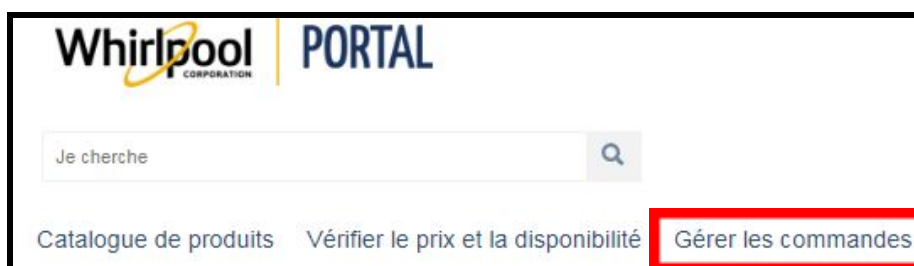 Whirlpool PORTAL
CORPORATION
Je cherche
Catalogue de produits Vérifier le prix et la disponibilité Gérer les commandes